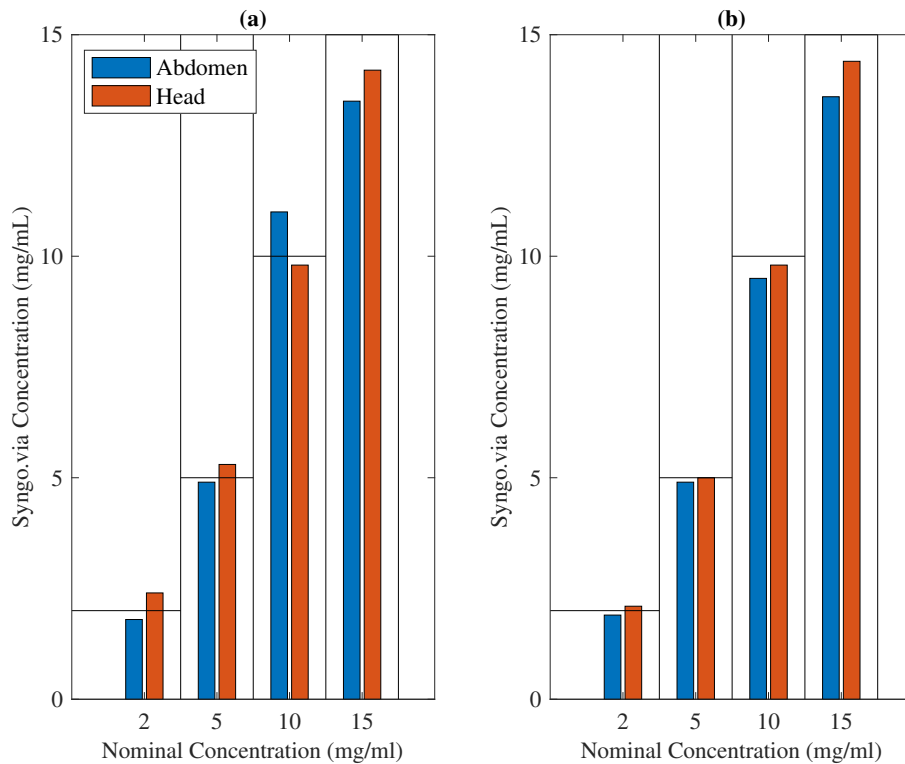 (a)
15
10
5
0
Syngo.via Concentration (mg/mL)
Abdomen
Head
2 5 10 15
Nominal Concentration (mg/ml)
(b)
15
10
5
0
Syngo.via Concentration (mg/mL)
2 5 10 15
Nominal Concentration (mg/ml)